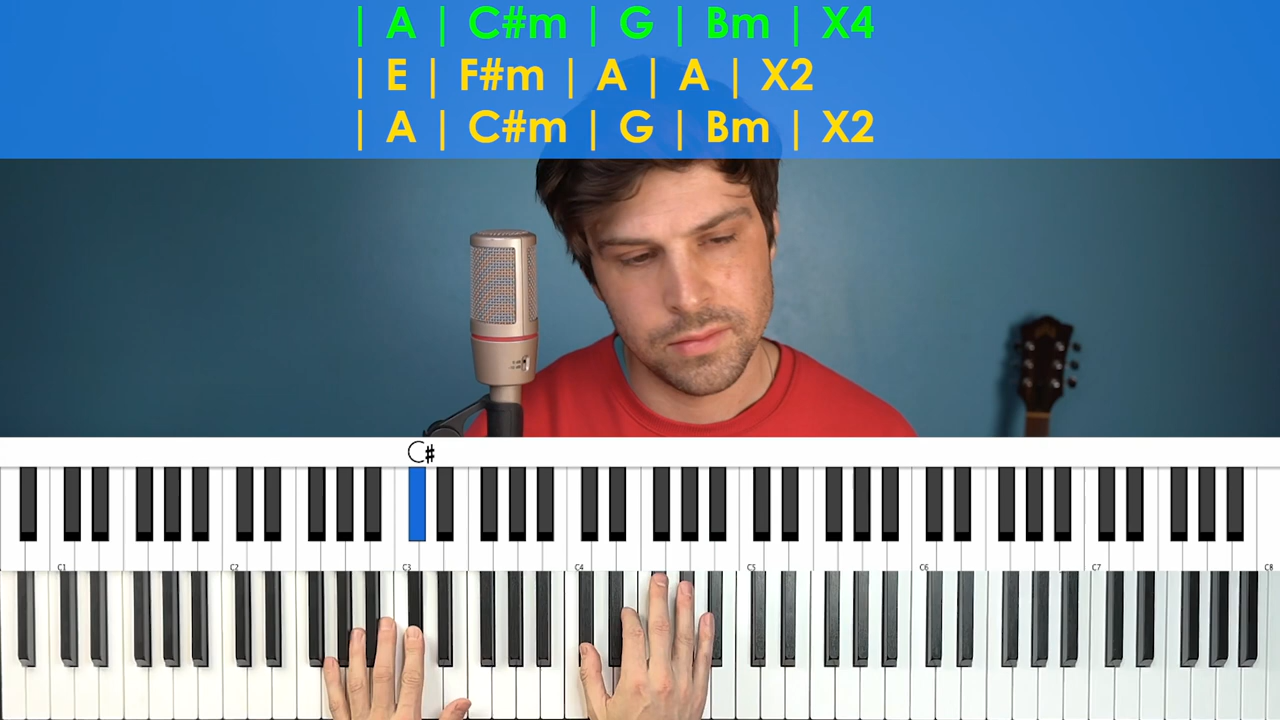 | A | C#m | G | Bm | X4
| E | F#m | A | A | X2
| A | C#m | G | Bm | X2
C#
C1 C2 C3 C4 C5 C6 C7 C8